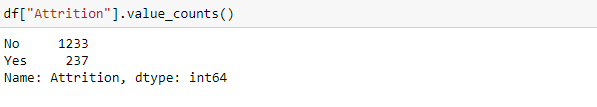 df["Attrition"].value_counts()
No     1233
Yes     237
Name: Attrition, dtype: int64